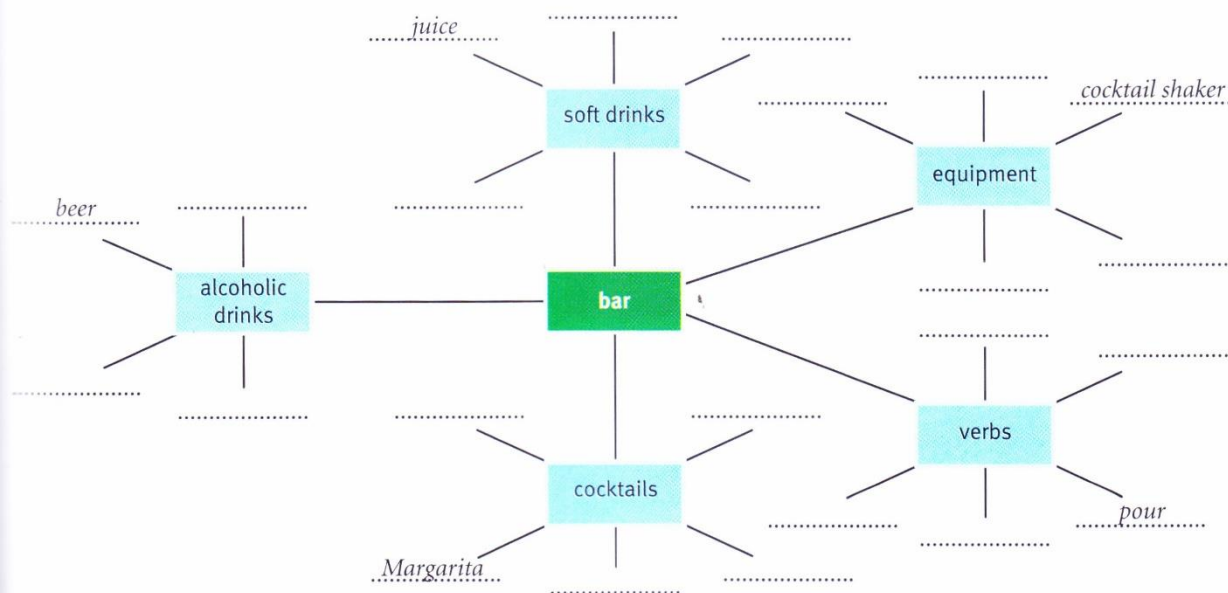 juice
soft drinks
cocktail shaker
equipment
beer
alcoholic
drinks
bar
verbs
pour
cocktails
Margarita